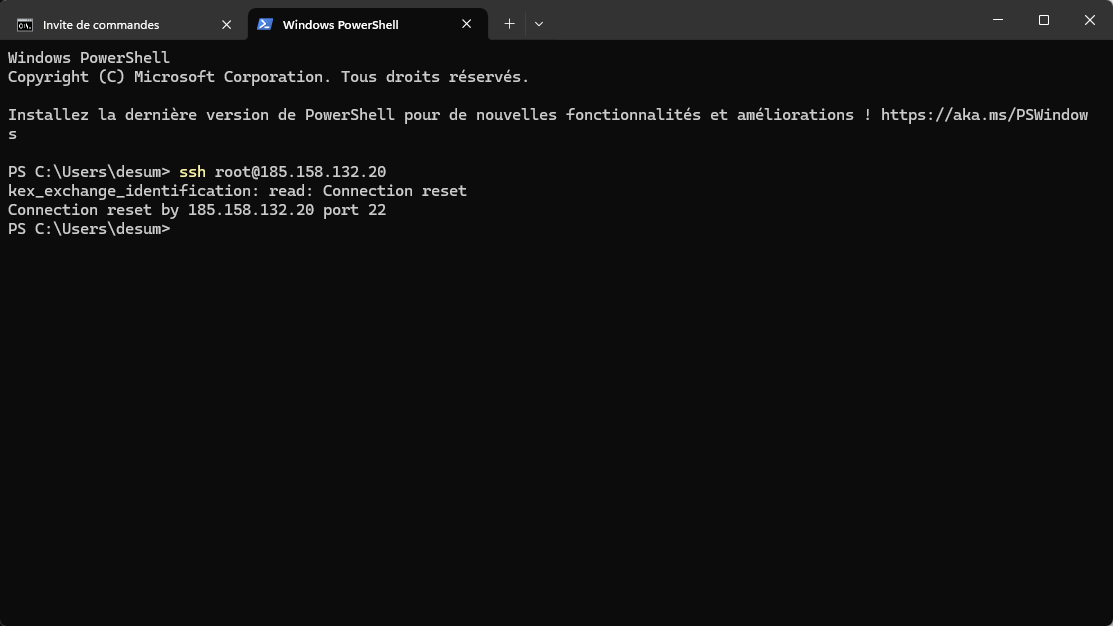 Invite de commandes
Windows PowerShell
Windows PowerShell
Copyright (C) Microsoft Corporation. Tous droits réservés.
Installez la dernière version de PowerShell pour de nouvelles fonctionnalités et améliorations ! https://aka.ms/PSWindow
s
PS C:\Users\desum> ssh root@185.158.132.20
kex_exchange_identification: read: Connection reset
Connection reset by 185.158.132.20 port 22
PS C:\Users\desum>